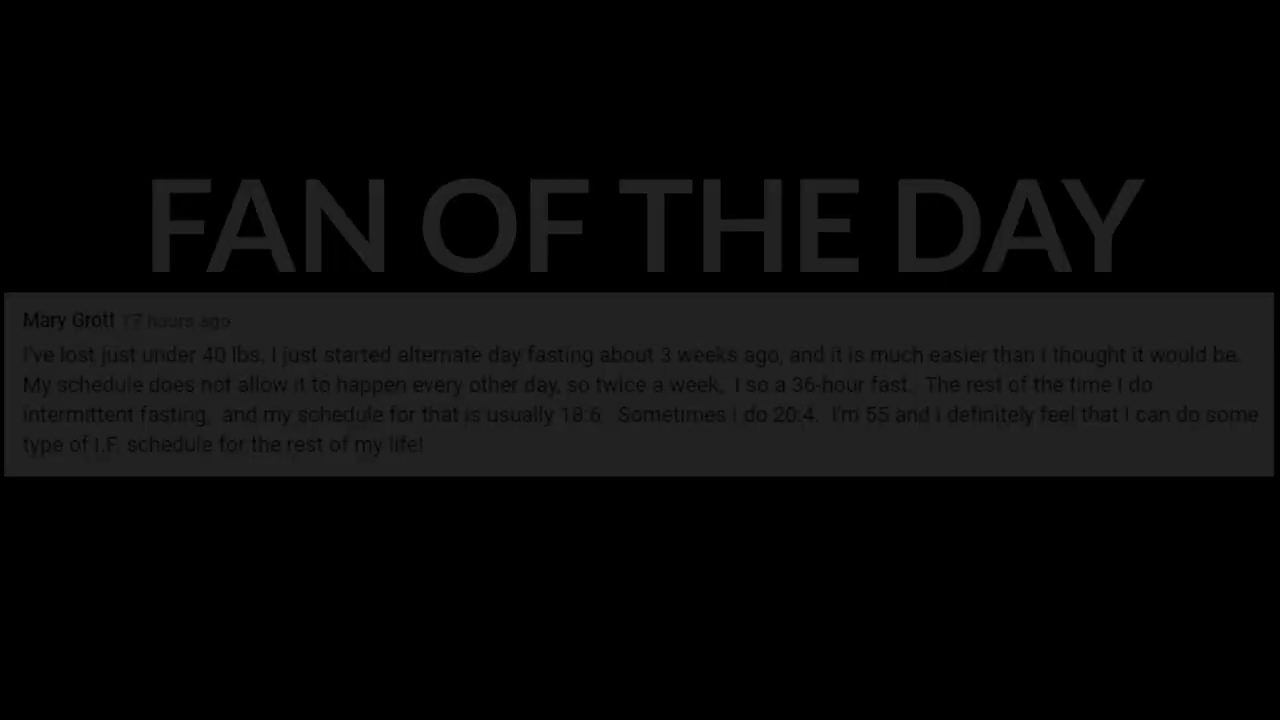 FAN OF THE DAY
Mary Grott 17 hours ago
I've lost just under 40 lbs. I just started alternate day fasting about 3 weeks ago, and it is much easier than I thought it would be.
My schedule does not allow it to happen every other day, so twice a week, I so a 36-hour fast. The rest of the time I do
intermittent fasting, and my schedule for that is usually 18:6. Sometimes I do 20:4. I'm 55 and I definitely feel that I can do some
type of I.F. schedule for the rest of my life!